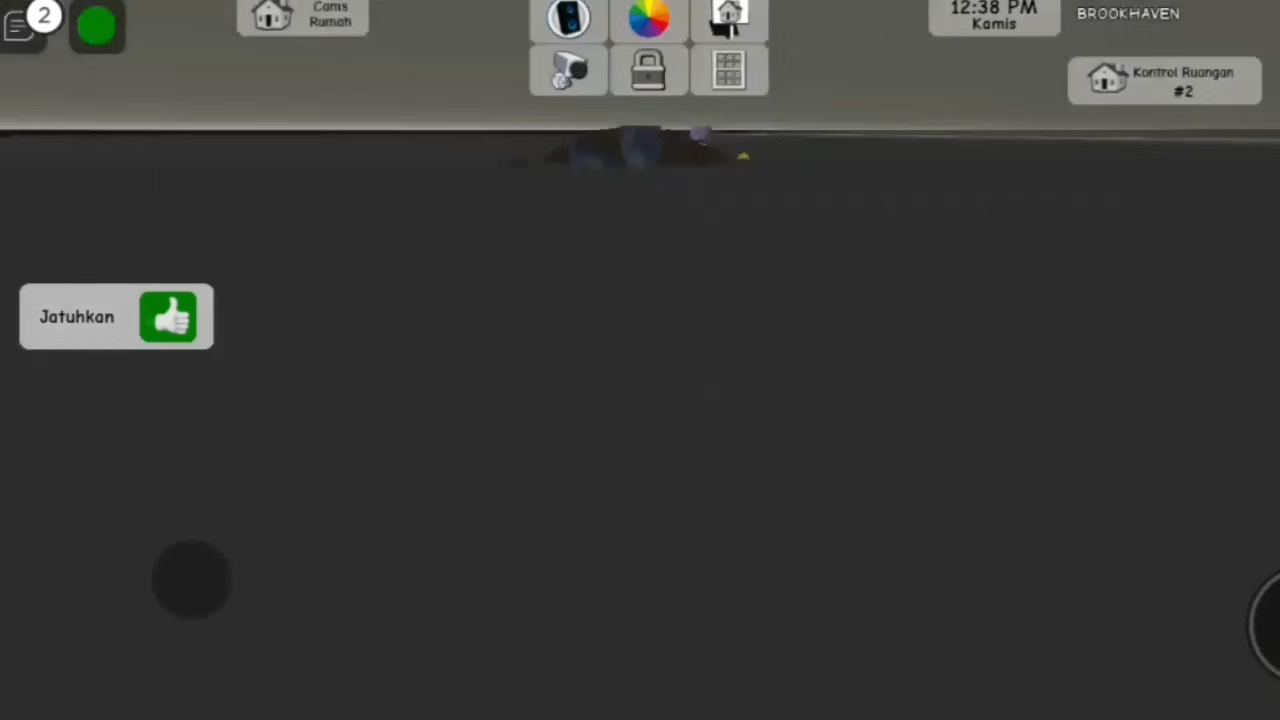 2
Cams
Rumah
12:38 PM
Kamis
BROOKHAVEN
Kontrol Ruangan
#2
Jatuhkan